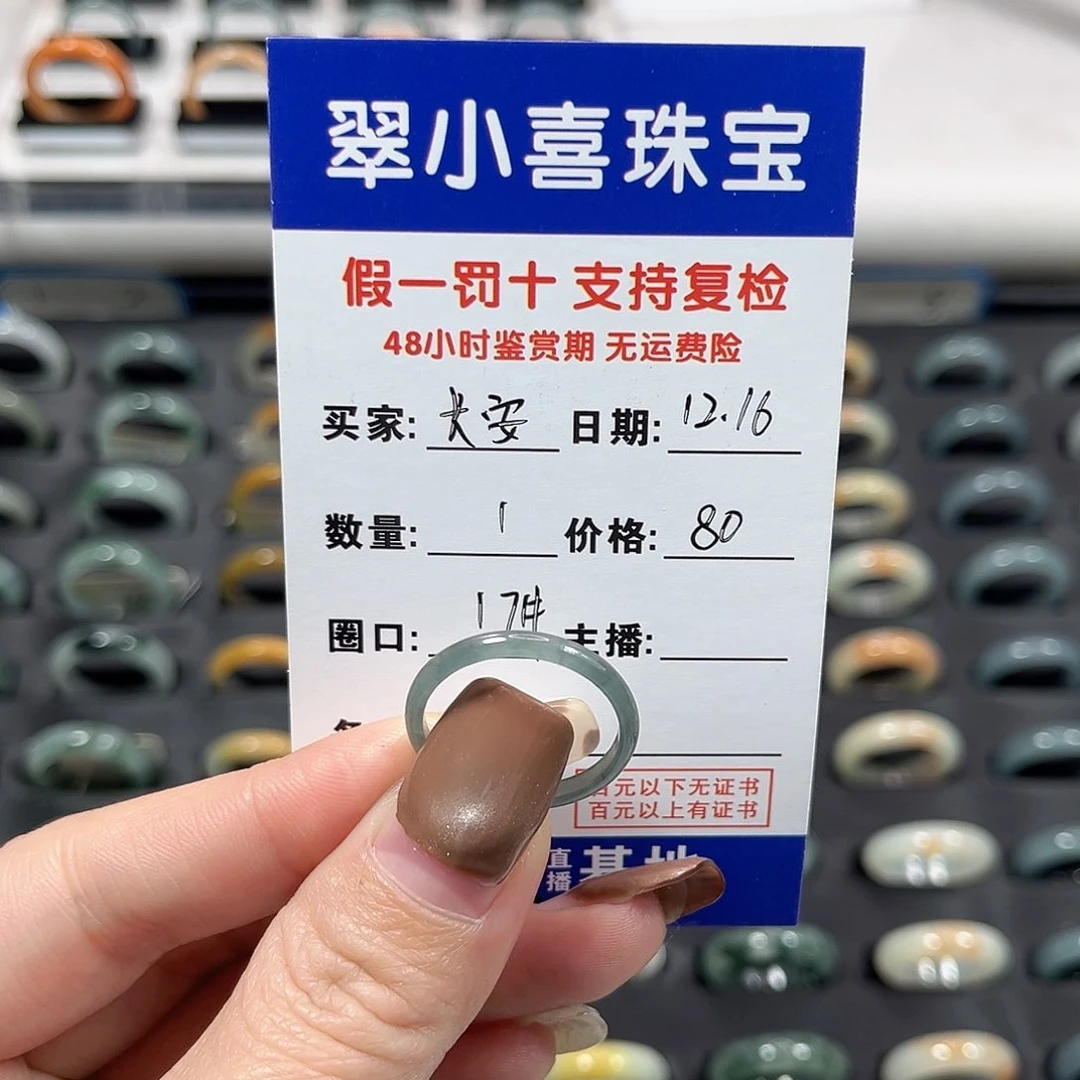 翠小喜珠宝
假一罚十 支持复检
48小时鉴赏期 无运费险
买家: 大安 日期: 12.16
数量: 1 价格: 80
圈口: 17# 主播:
百元以下无证书
百元以上有证书
直播 基地